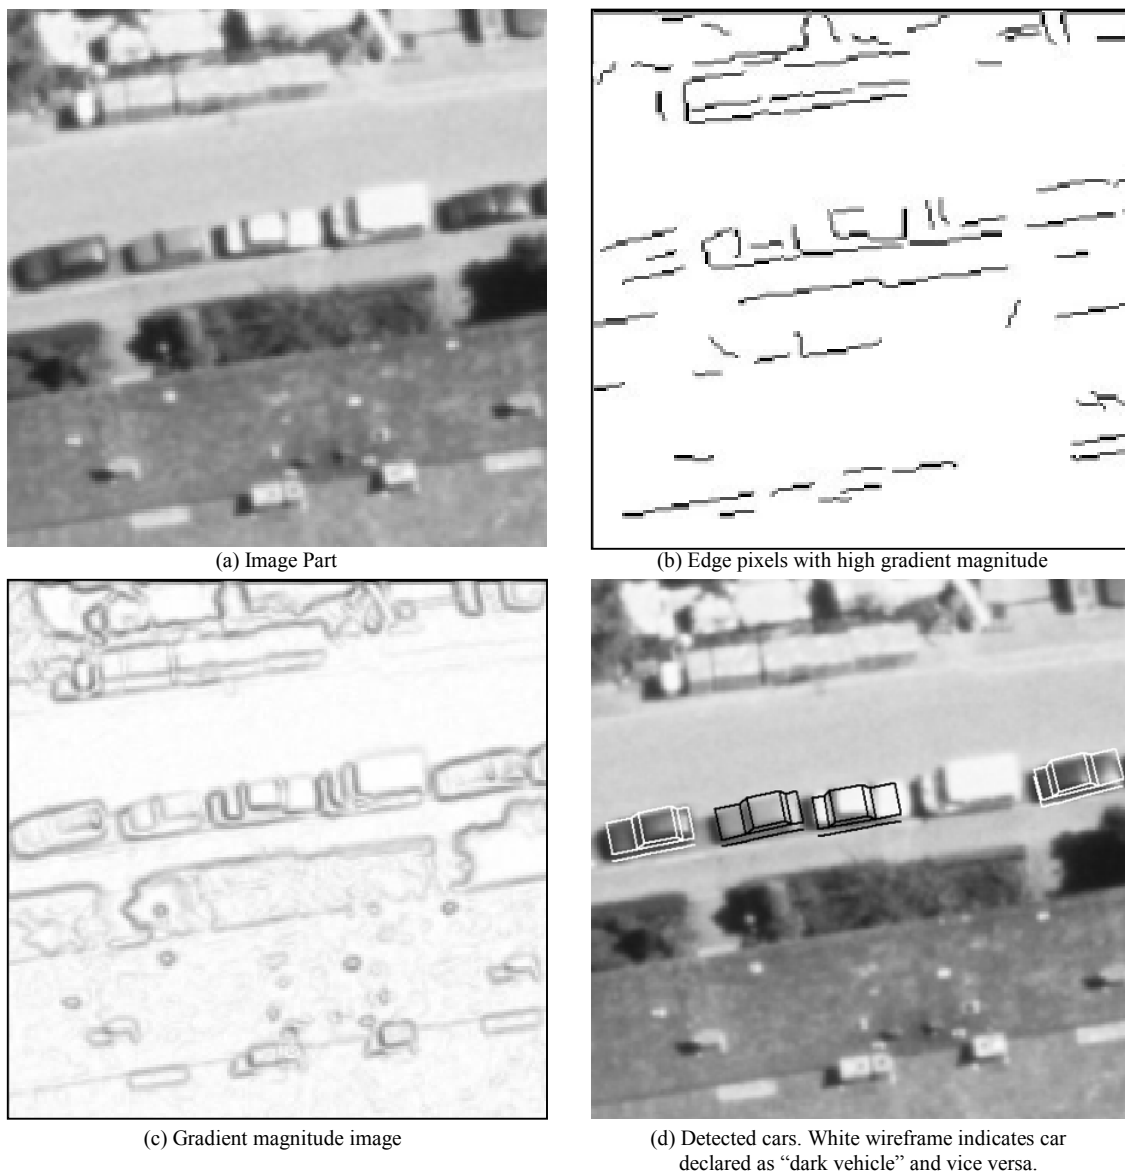 (a) Image Part
(b) Edge pixels with high gradient magnitude
(c) Gradient magnitude image
(d) Detected cars. White wireframe indicates car
declared as “dark vehicle” and vice versa.